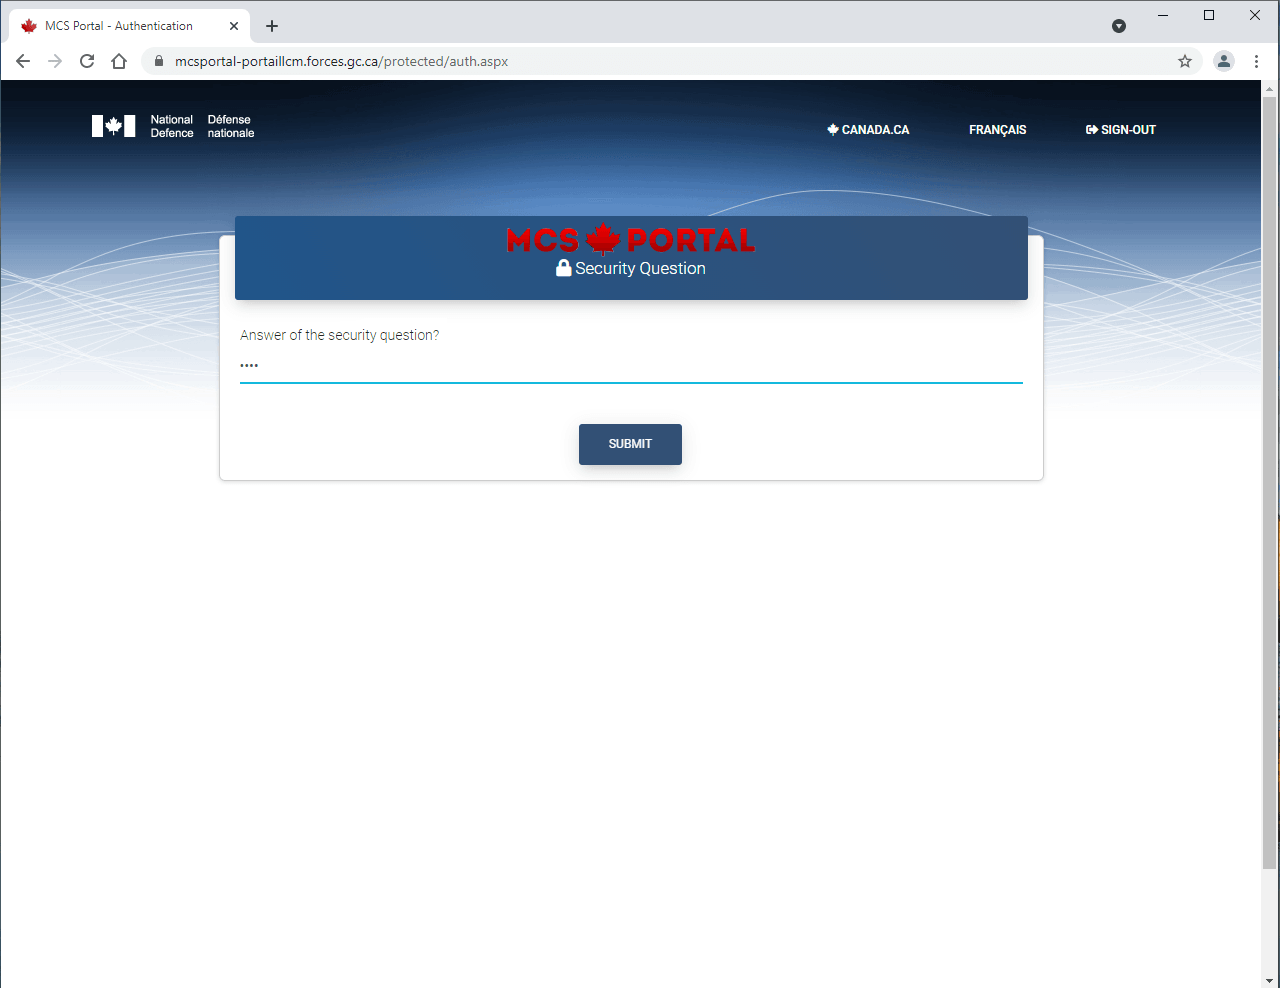 MCS Portal - Authentication
mcsportal-portaillcm.forces.gc.ca/protected/auth.aspx
National Défense
Defence nationale
CANADA.CA FRANÇAIS SIGN-OUT
MCS PORTAL
Security Question
Answer of the security question?
••••
SUBMIT